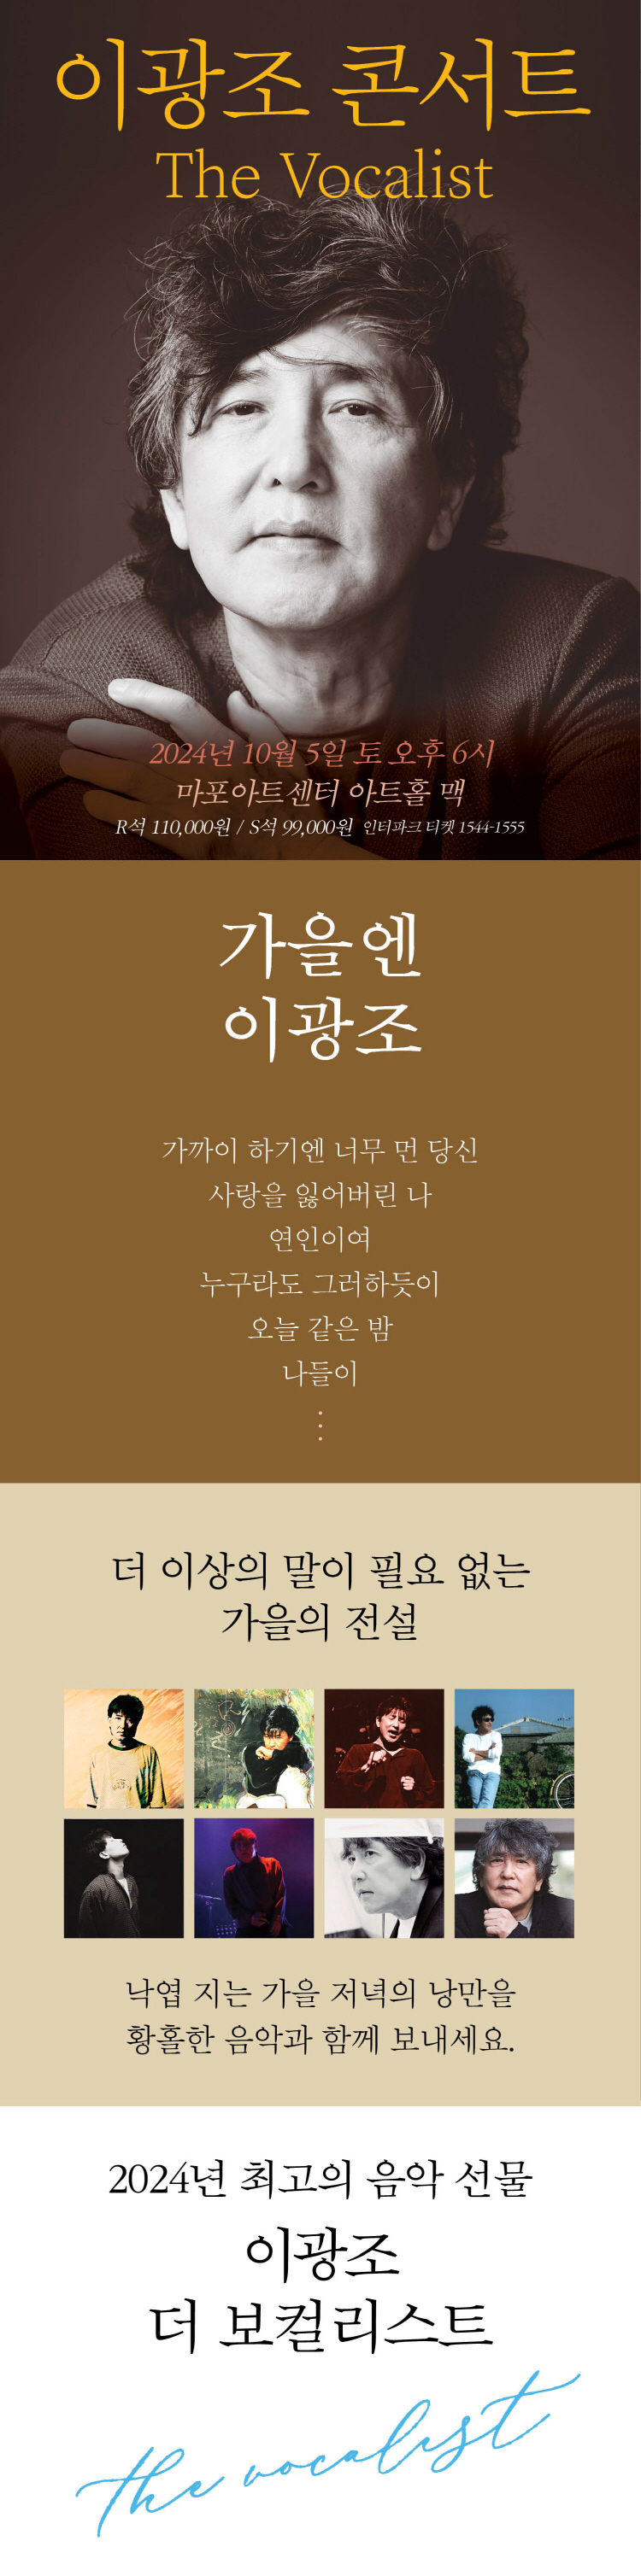 이광조 콘서트
The Vocalist
2024년 10월 5일 토 오후 6시
마포아트센터 아트홀 맥
R석 110,000원 / S석 99,000원 인터파크 티켓 1544-1555
가을엔
이광조
가까이 하기엔 너무 먼 당신
사랑을 잃어버린 나
연인이여
누구라도 그러하듯이
오늘 같은 밤
나들이
⋮
더 이상의 말이 필요 없는
가을의 전설
낙엽 지는 가을 저녁의 낭만을
황홀한 음악과 함께 보내세요.
2024년 최고의 음악 선물
이광조
더 보컬리스트
the vocalist